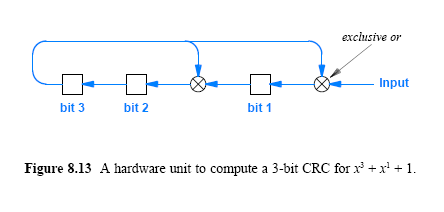 exclusive or
Input
bit 3 bit 2 bit 1
Figure 8.13 A hardware unit to compute a 3-bit CRC for x³ + x¹ + 1.